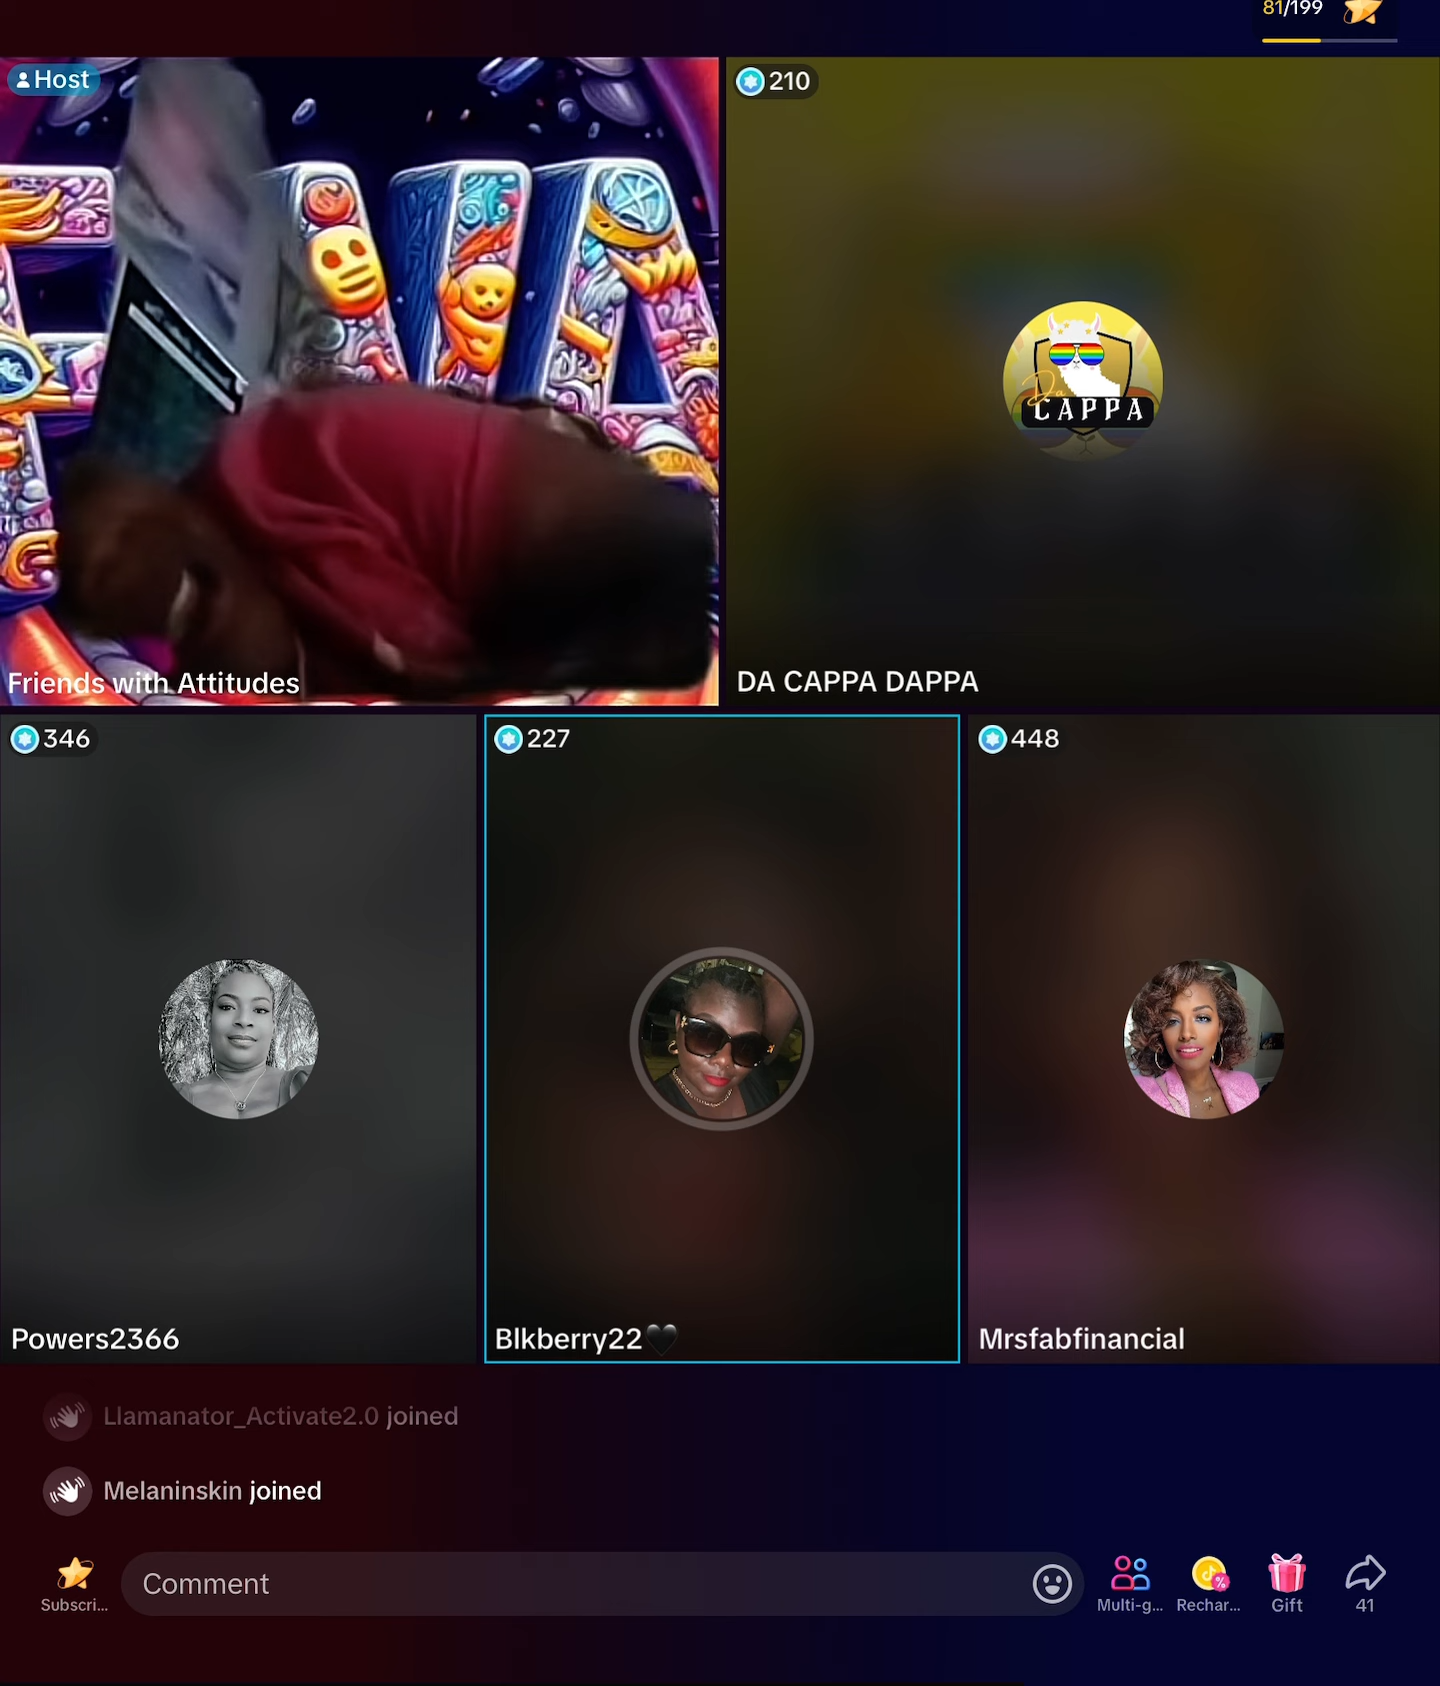 81/199
Host
210
Da
CAPPA
Friends with Attitudes
DA CAPPA DAPPA
346
227
448
Powers2366
Blkberry22🖤
Mrsfabfinancial
Llamanator_Activate2.0 joined
Melaninskin joined
Comment
Subscri...
Multi-g...
Rechar...
Gift
41